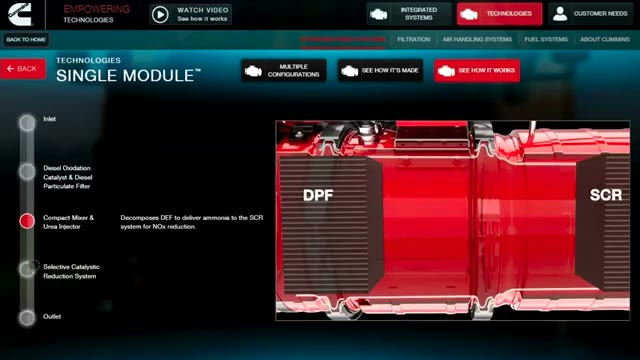 Cummins
EMPOWERING
TECHNOLOGIES
WATCH VIDEO
See how it works
INTEGRATED
SYSTEMS
TECHNOLOGIES
CUSTOMER NEEDS
BACK TO HOME
FILTRATION
AIR HANDLING SYSTEMS
FUEL SYSTEMS
ABOUT CUMMINS
BACK
TECHNOLOGIES
SINGLE MODULE™
MULTIPLE
CONFIGURATIONS
SEE HOW IT'S MADE
SEE HOW IT WORKS
Inlet
Diesel Oxidation
Catalyst & Diesel
Particulate Filter
Compact Mixer &
Urea Injector
Decomposes DEF to deliver ammonia to the SCR
system for NOx reduction.
Selective Catalytic
Reduction System
Outlet
DPF
SCR